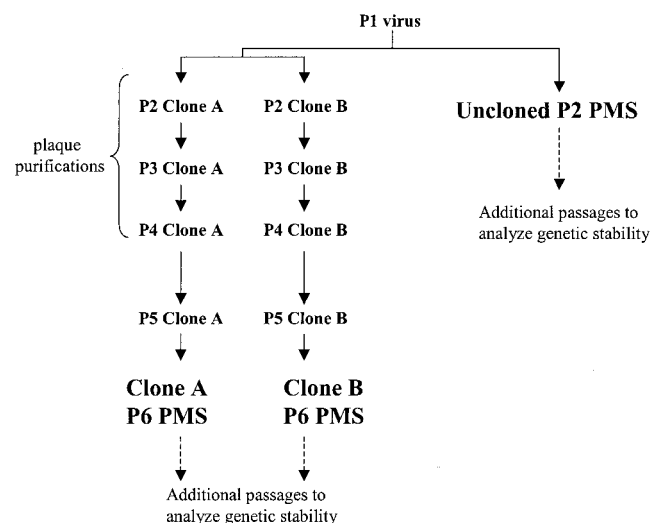 P1 virus
P2 Clone A
P2 Clone B
Uncloned P2 PMS
plaque
purifications
P3 Clone A
P3 Clone B
Additional passages to
analyze genetic stability
P4 Clone A
P4 Clone B
P5 Clone A
P5 Clone B
Clone A
P6 PMS
Clone B
P6 PMS
Additional passages to
analyze genetic stability